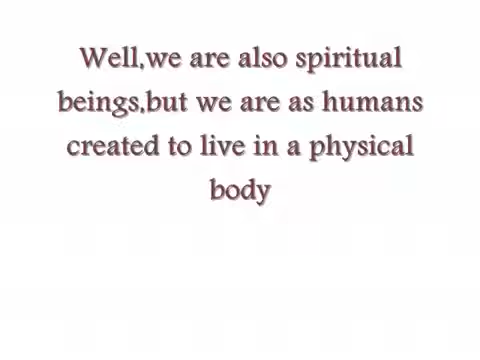 Well,we are also spiritual
beings,but we are as humans
created to live in a physical
body